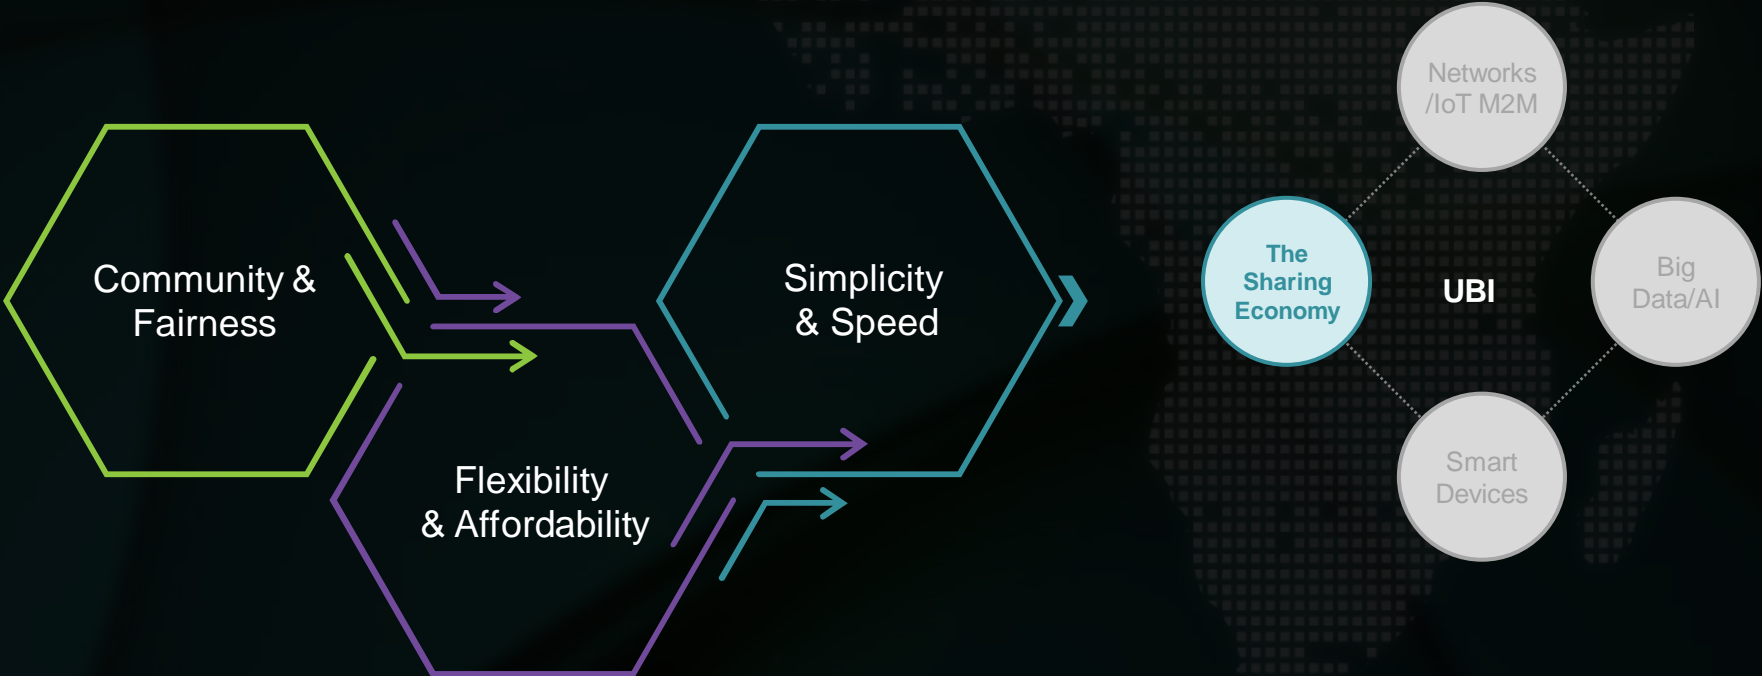 Community &
Fairness
Flexibility
& Affordability
Simplicity
& Speed
Networks
/IoT M2M
The
Sharing
Economy
UBI
Big
Data/AI
Smart
Devices